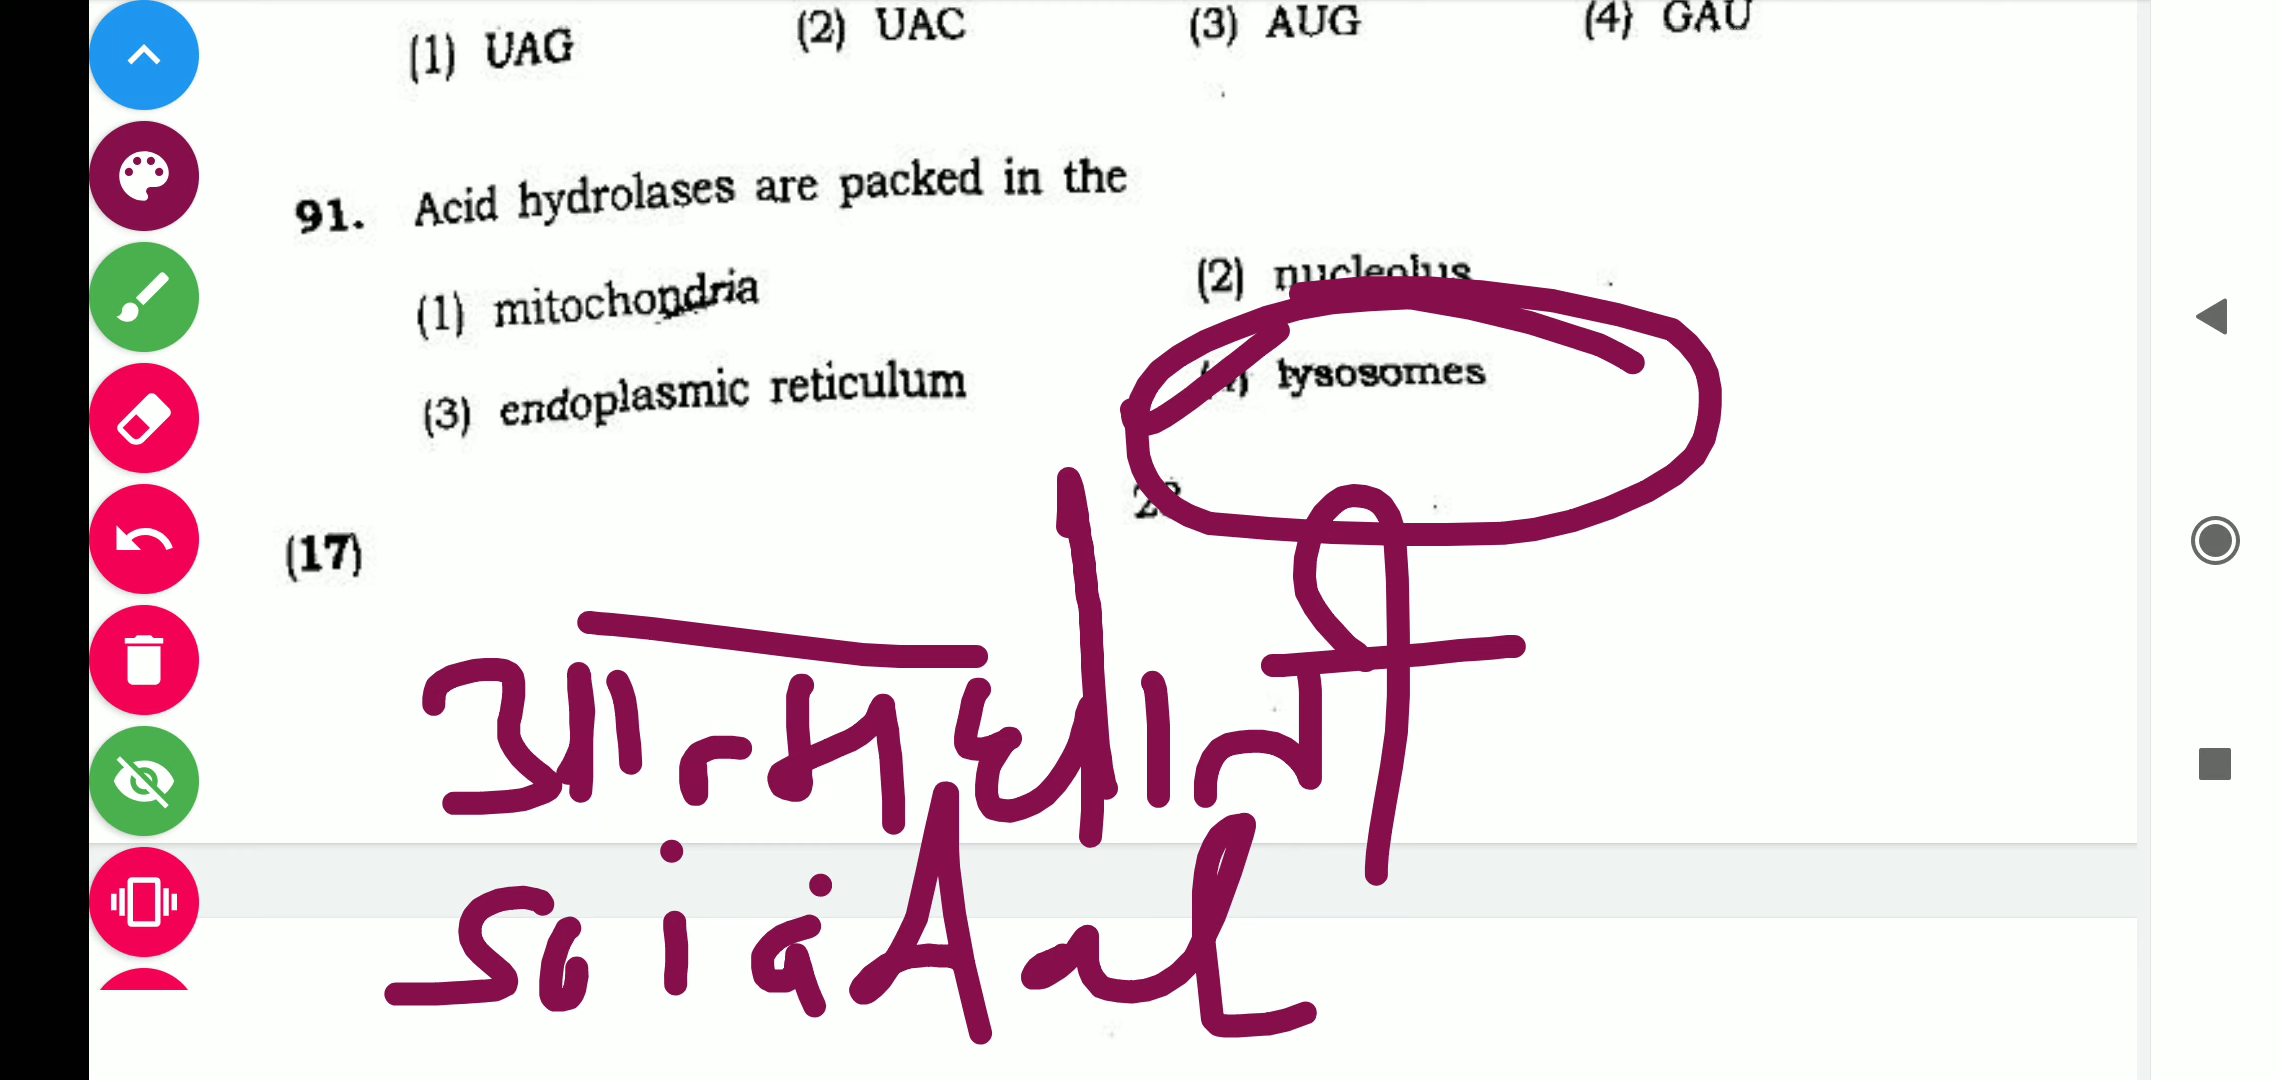 (1) UAG (2) UAC (3) AUG (4) GAU
91. Acid hydrolases are packed in the
(1) mitochondria (2) nucleolus
(3) endoplasmic reticulum (4) lysosomes
(17)
आत्मघाती